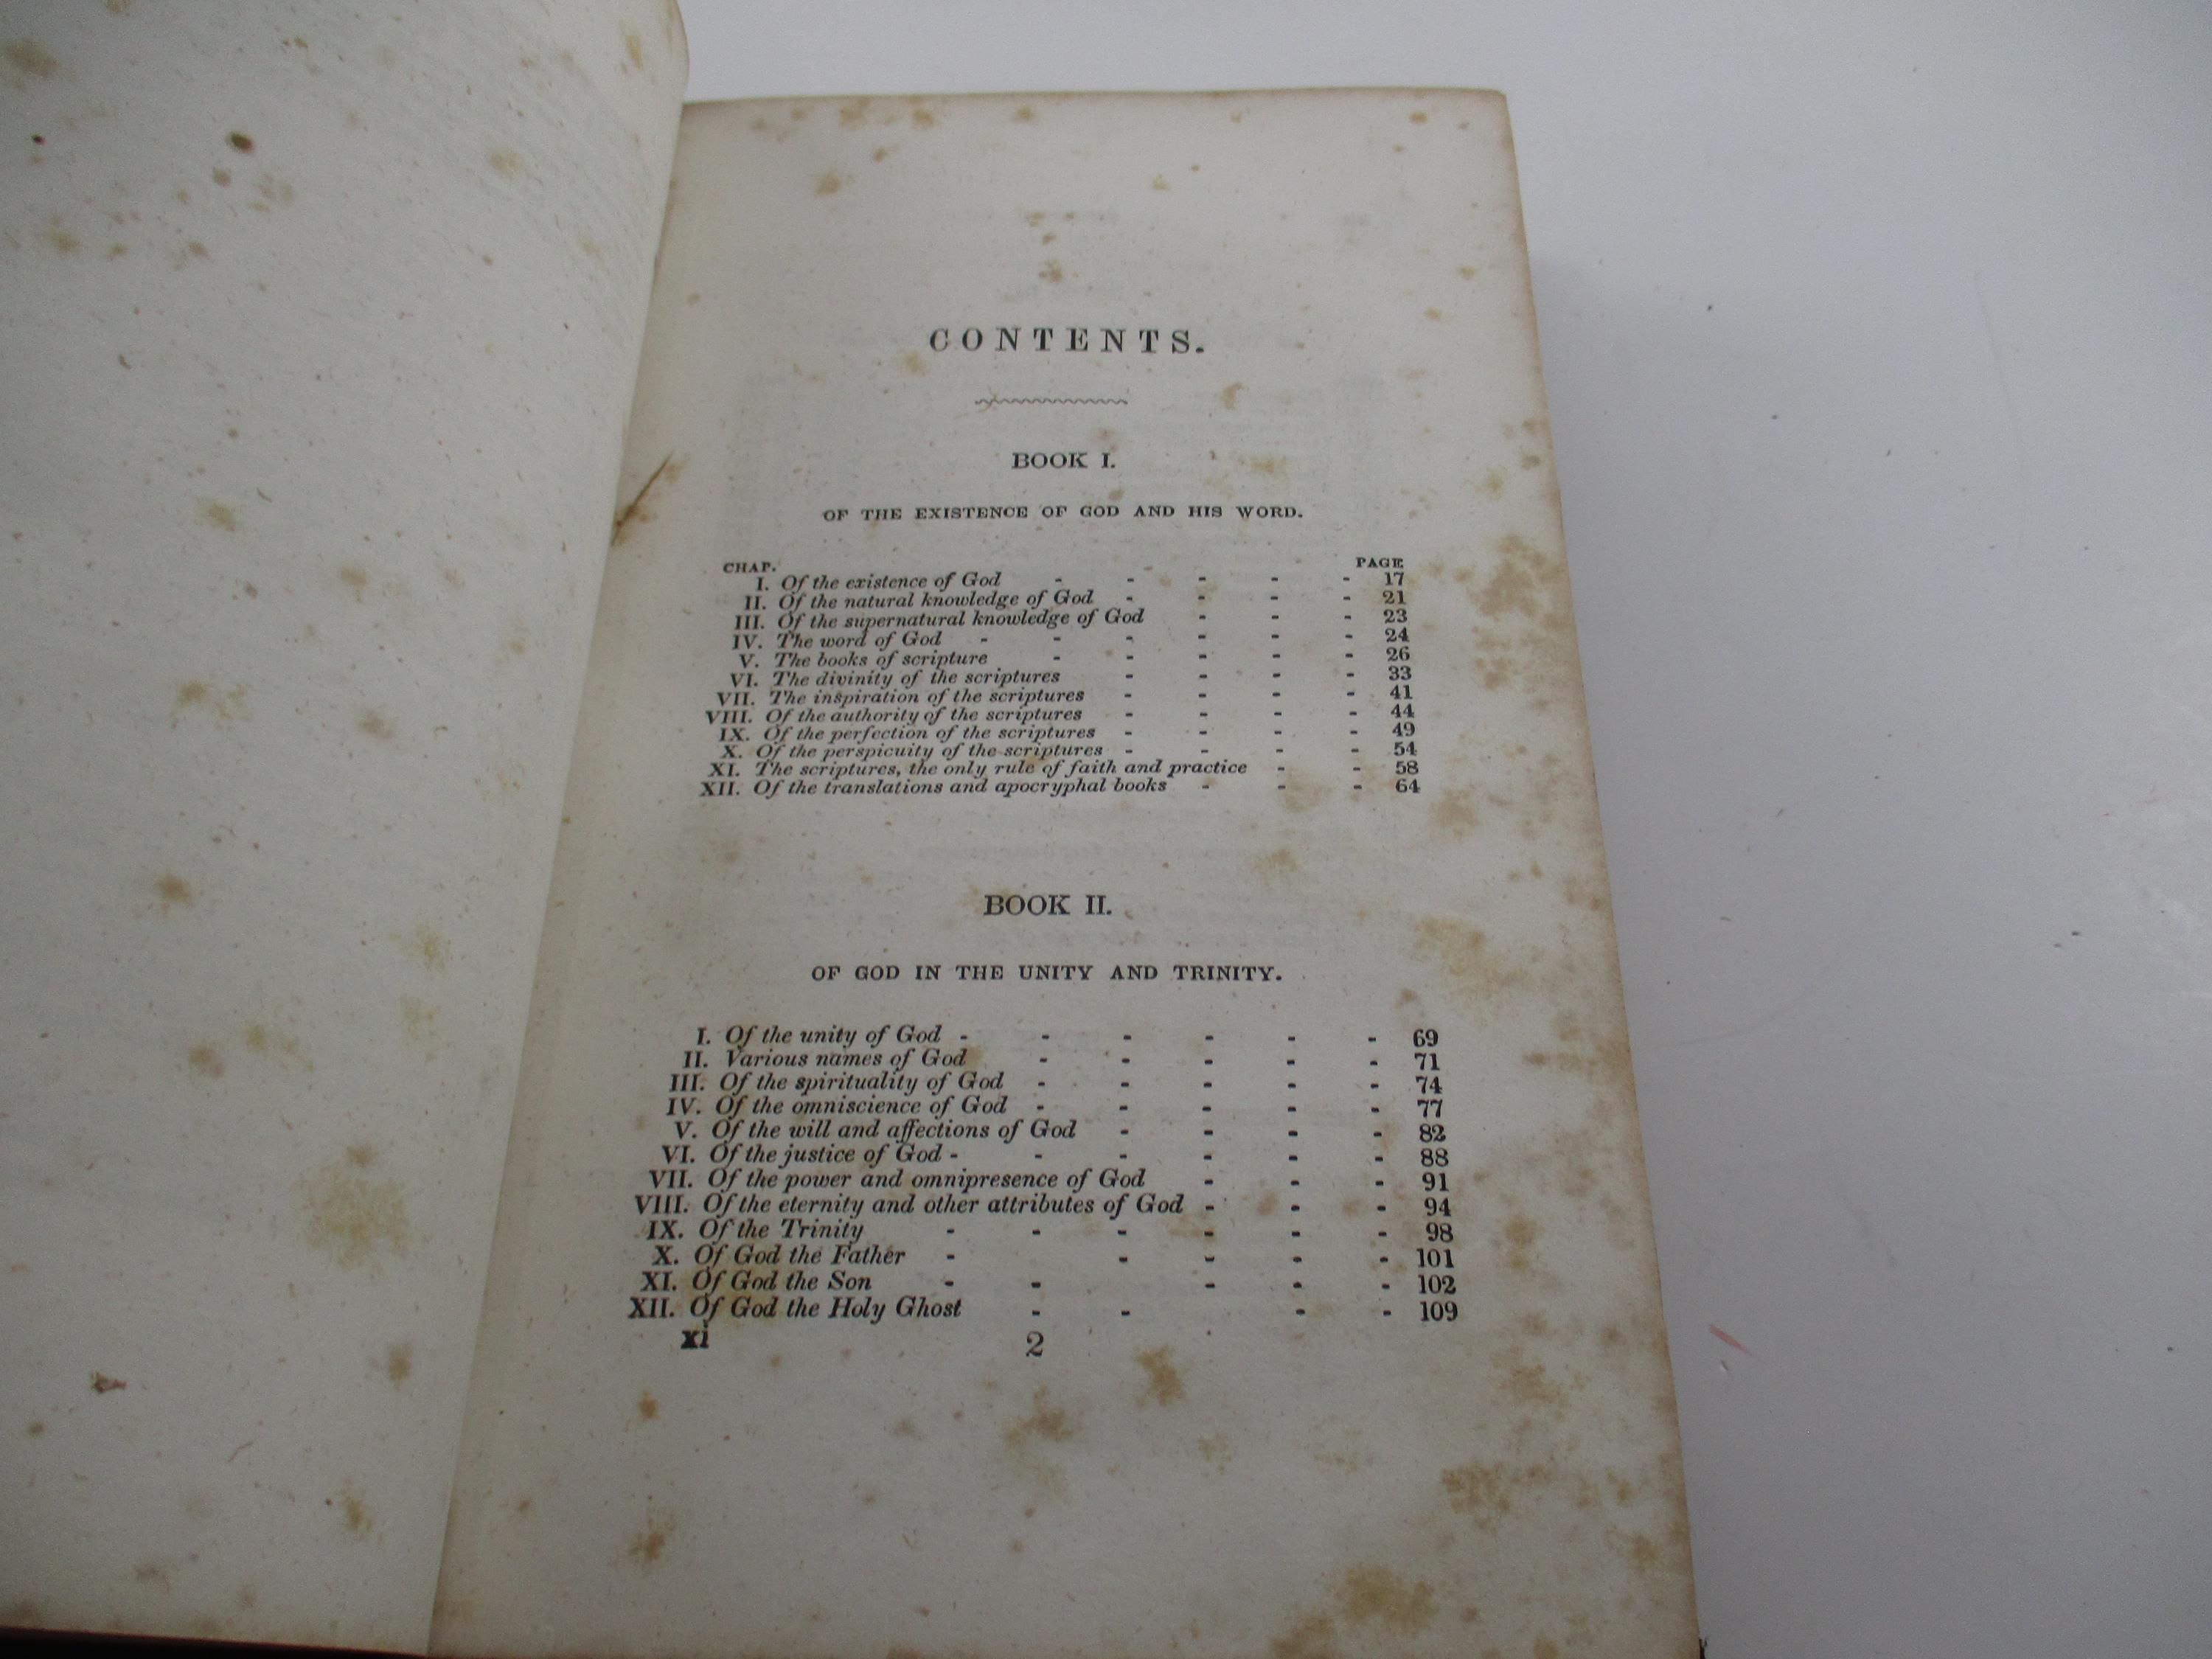 CONTENTS.
BOOK I.
OF THE EXISTENCE OF GOD AND HIS WORD.
CHAP. PAGE
I. Of the existence of God - - - - - 17
II. Of the natural knowledge of God - - - - 21
III. Of the supernatural knowledge of God - - - 23
IV. The word of God - - - - - - 24
V. The books of scripture - - - - - 26
VI. The divinity of the scriptures - - - - 33
VII. The inspiration of the scriptures - - - - 41
VIII. Of the authority of the scriptures - - - - 44
IX. Of the perfection of the scriptures - - - - 49
X. Of the perspicuity of the scriptures - - - - 54
XI. The scriptures, the only rule of faith and practice - - 58
XII. Of the translations and apocryphal books - - - 64
BOOK II.
OF GOD IN THE UNITY AND TRINITY.
I. Of the unity of God - - - - - - 69
II. Various names of God - - - - - 71
III. Of the spirituality of God - - - - - 74
IV. Of the omniscience of God - - - - - 77
V. Of the will and affections of God - - - - 82
VI. Of the justice of God - - - - - - 88
VII. Of the power and omnipresence of God - - - 91
VIII. Of the eternity and other attributes of God - - - 94
IX. Of the Trinity - - - - - - 98
X. Of God the Father - - - - - 101
XI. Of God the Son - - - - - 102
XII. Of God the Holy Ghost - - - - 109
xi 2